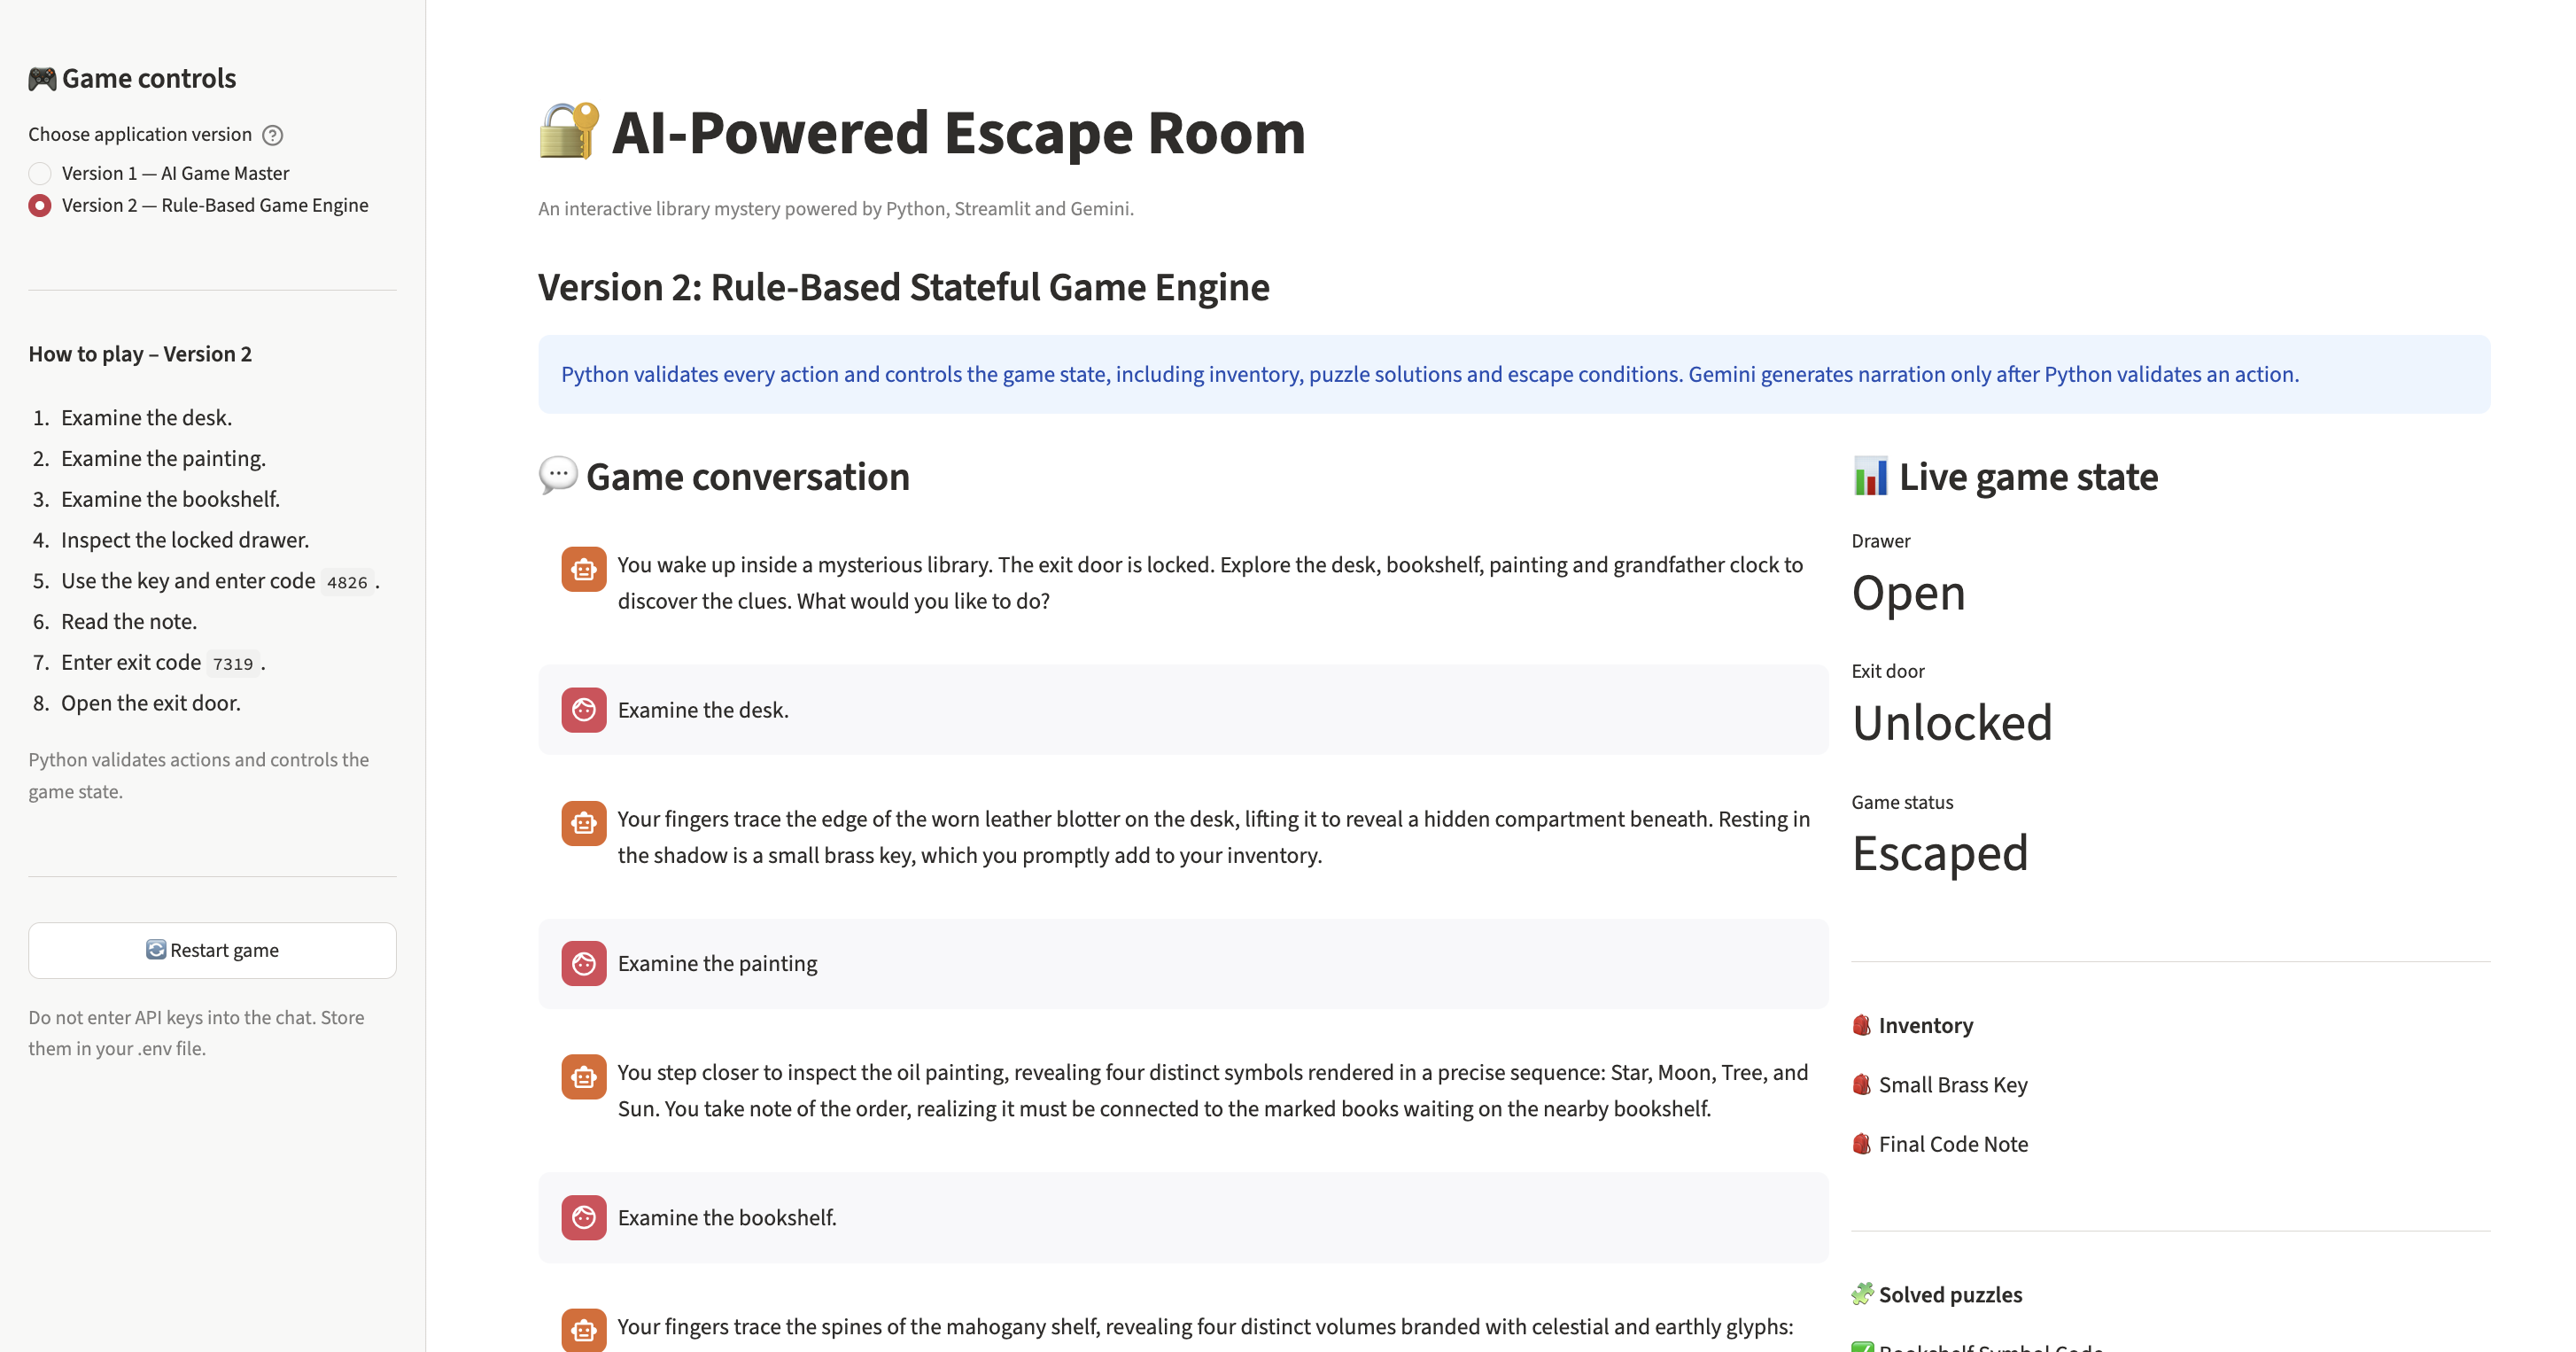 Game controls
Choose application version
Version 1 — AI Game Master
Version 2 — Rule-Based Game Engine
How to play – Version 2
1. Examine the desk.
2. Examine the painting.
3. Examine the bookshelf.
4. Inspect the locked drawer.
5. Use the key and enter code 4826.
6. Read the note.
7. Enter exit code 7319.
8. Open the exit door.
Python validates actions and controls the
game state.
Restart game
Do not enter API keys into the chat. Store
them in your .env file.
AI-Powered Escape Room
An interactive library mystery powered by Python, Streamlit and Gemini.
Version 2: Rule-Based Stateful Game Engine
Python validates every action and controls the game state, including inventory, puzzle solutions and escape conditions. Gemini generates narration only after Python validates an action.
Game conversation
You wake up inside a mysterious library. The exit door is locked. Explore the desk, bookshelf, painting and grandfather clock to
discover the clues. What would you like to do?
Examine the desk.
Your fingers trace the edge of the worn leather blotter on the desk, lifting it to reveal a hidden compartment beneath. Resting in
the shadow is a small brass key, which you promptly add to your inventory.
Examine the painting
You step closer to inspect the oil painting, revealing four distinct symbols rendered in a precise sequence: Star, Moon, Tree, and
Sun. You take note of the order, realizing it must be connected to the marked books waiting on the nearby bookshelf.
Examine the bookshelf.
Your fingers trace the spines of the mahogany shelf, revealing four distinct volumes branded with celestial and earthly glyphs:
Live game state
Drawer
Open
Exit door
Unlocked
Game status
Escaped
Inventory
Small Brass Key
Final Code Note
Solved puzzles
Bookshelf Symbol Code